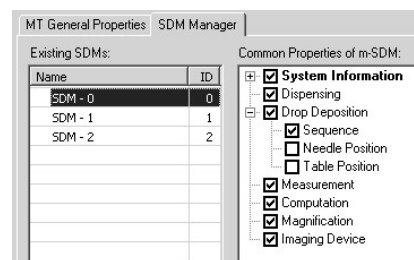 MT General Properties SDM Manager
Existing SDMs:
Name ID
SDM - 0 0
SDM - 1 1
SDM - 2 2
Common Properties of m-SDM:
System Information
Dispensing
Drop Deposition
Sequence
Needle Position
Table Position
Measurement
Computation
Magnification
Imaging Device